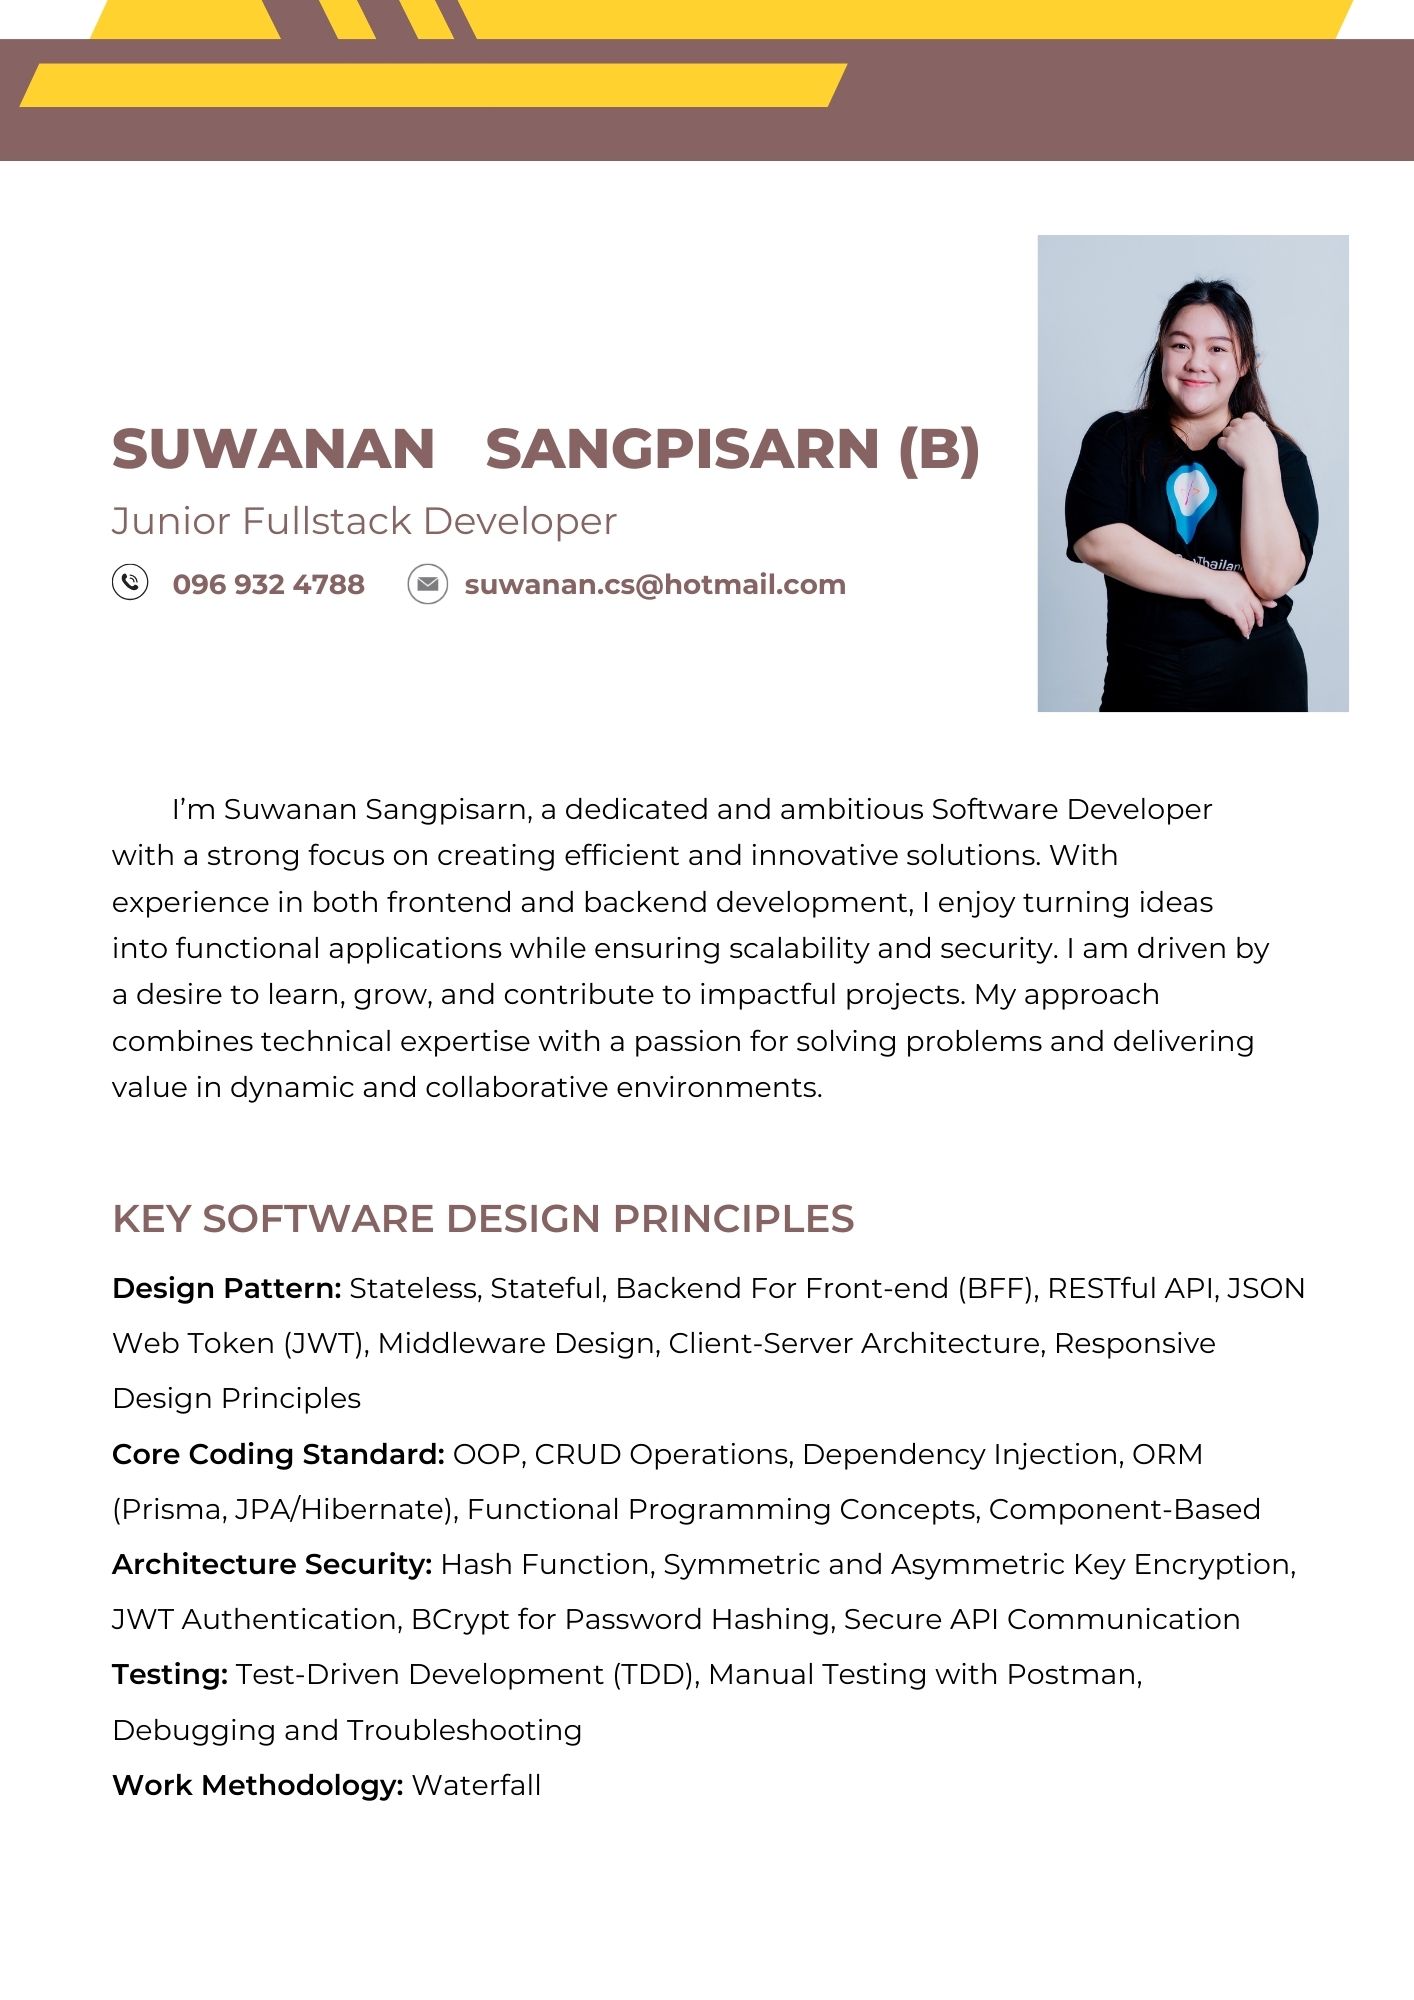 SUWANAN SANGPISARN (B)
Junior Fullstack Developer
096 932 4788 suwanan.cs@hotmail.com
I’m Suwanan Sangpisarn, a dedicated and ambitious Software Developer
with a strong focus on creating efficient and innovative solutions. With
experience in both frontend and backend development, I enjoy turning ideas
into functional applications while ensuring scalability and security. I am driven by
a desire to learn, grow, and contribute to impactful projects. My approach
combines technical expertise with a passion for solving problems and delivering
value in dynamic and collaborative environments.
KEY SOFTWARE DESIGN PRINCIPLES
Design Pattern: Stateless, Stateful, Backend For Front-end (BFF), RESTful API, JSON
Web Token (JWT), Middleware Design, Client-Server Architecture, Responsive
Design Principles
Core Coding Standard: OOP, CRUD Operations, Dependency Injection, ORM
(Prisma, JPA/Hibernate), Functional Programming Concepts, Component-Based
Architecture Security: Hash Function, Symmetric and Asymmetric Key Encryption,
JWT Authentication, BCrypt for Password Hashing, Secure API Communication
Testing: Test-Driven Development (TDD), Manual Testing with Postman,
Debugging and Troubleshooting
Work Methodology: Waterfall